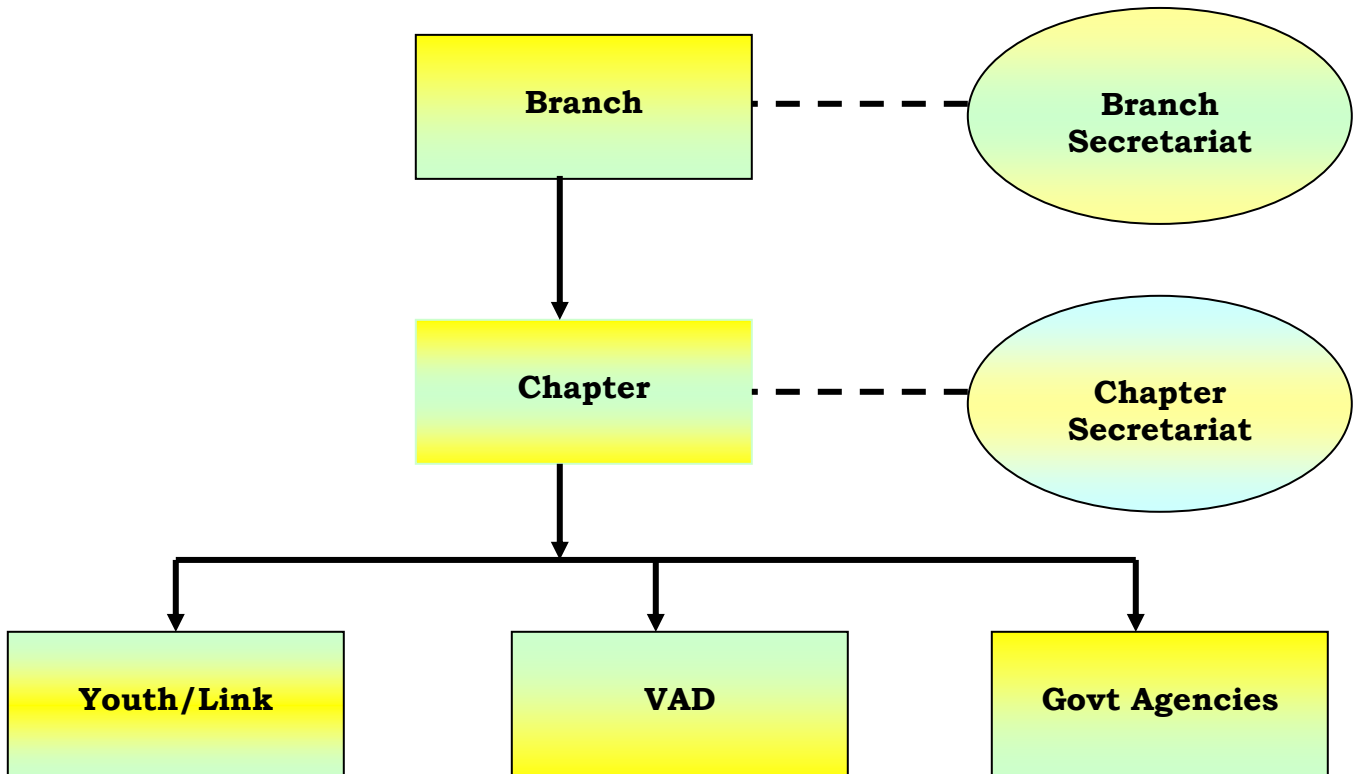 Branch
Branch
Secretariat
Chapter
Chapter
Secretariat
Youth/Link
VAD
Govt Agencies